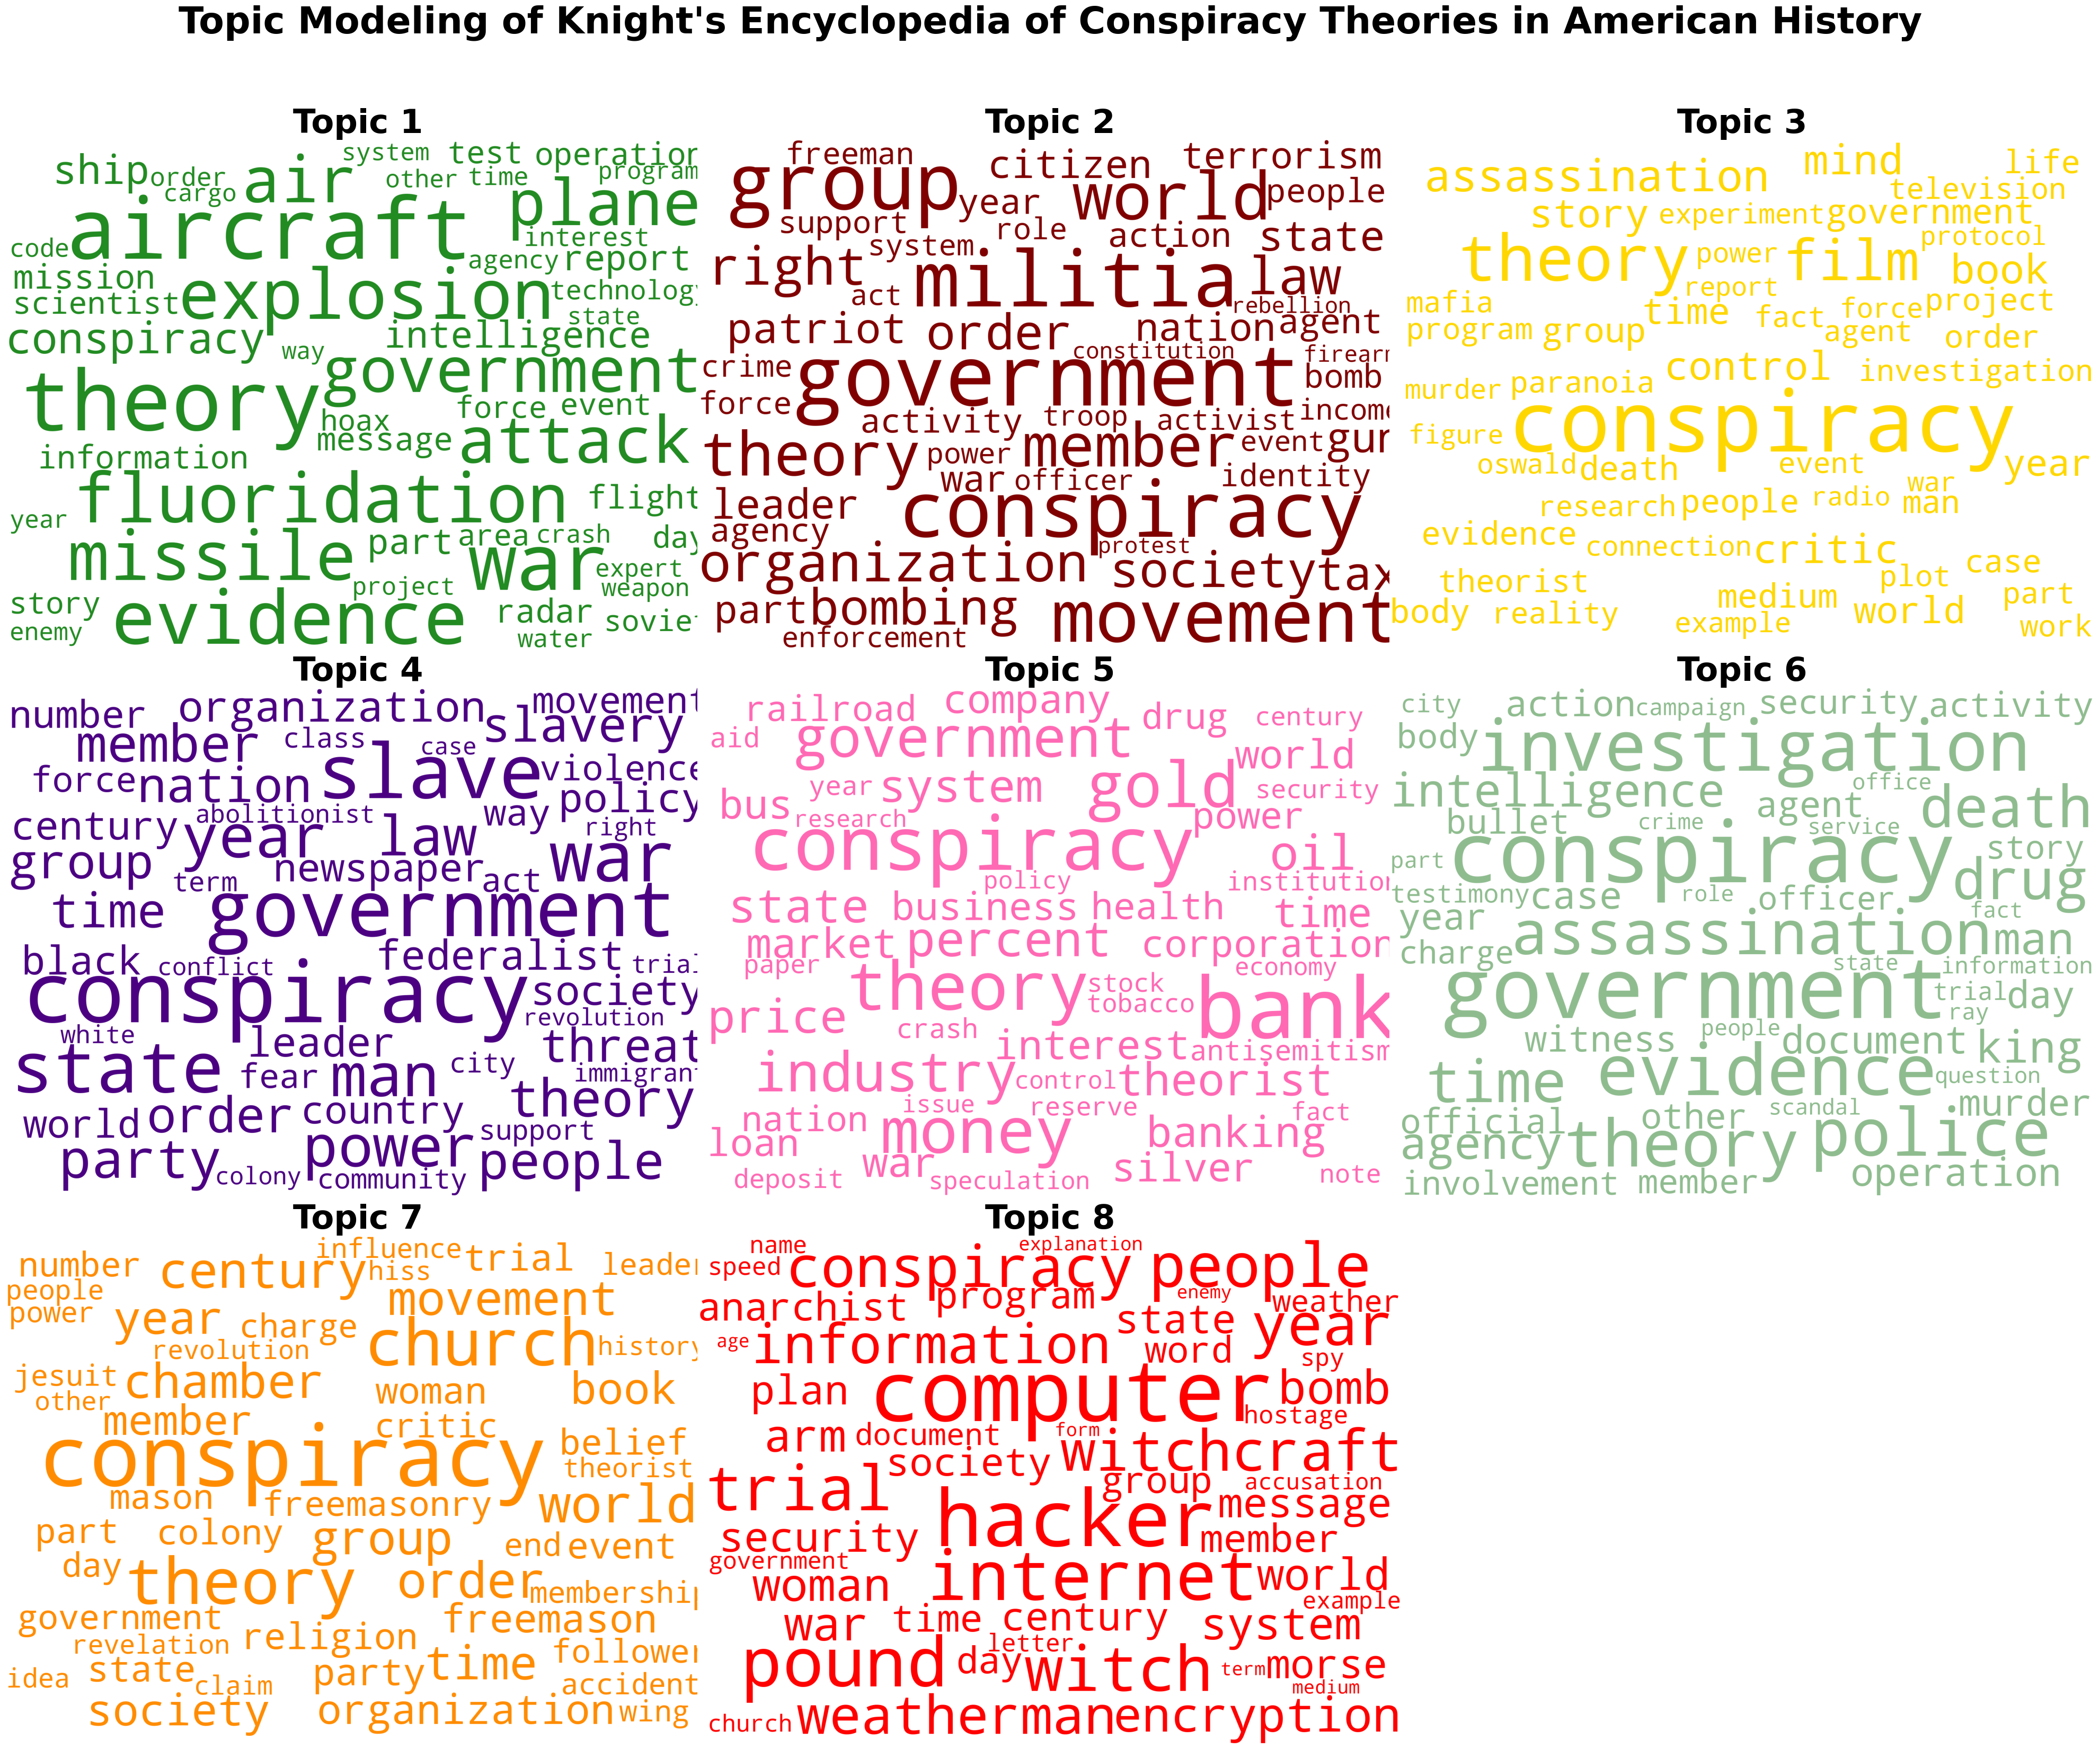 Topic Modeling of Knight's Encyclopedia of Conspiracy Theories in American History
Topic 1
system test operation
ship order air other time program
cargo plane
aircraft
code interest
mission agency report
scientist explosion technology
state
conspiracy intelligence
way government
theory
hoax force event
message attack
information
fluoridation flight
year
missile part area crash day
war expert
project weapon
story evidence radar soviet
enemy water
Topic 2
freeman citizen terrorism
group year world people
support role action state
system
right militia law
act rebellion
patriot order nation agent
constitution firearm
crime government bomb
force income
activity troop activist
theory power member event gun
war officer identity
leader conspiracy
agency
protest
organization society tax
part bombing movement
enforcement
Topic 3
assassination mind life
television
story experiment government
theory power film protocol
report book
mafia time fact force project
program group agent order
control investigation
murder paranoia
conspiracy
figure
oswald death event year
war
research people radio man
evidence
connection critic
theorist plot case
medium part
body reality world
example work
Topic 4
number organization movement
member class case slavery
force nation slave violence
abolitionist way policy
century year law right
group newspaper war
term act
time government
black conflict federalist trial
conspiracy society
white revolution
state leader threat
fear man city immigrant
world order country theory
party power support
colony community people
Topic 5
railroad company drug century
aid government world
bus year system gold security
research power
conspiracy oil
policy institution
state business health time
market percent corporation
paper theory stock economy
tobacco
price crash bank
interest antisemitism
industry control theorist
nation issue reserve fact
loan money banking
war silver
deposit speculation note
Topic 6
city action campaign security activity
body investigation
intelligence office
agent death
bullet crime service
part conspiracy story
testimony case role officer drug
year fact
charge assassination man
state information
government trial day
ray
witness people document king
time evidence question
official other scandal murder
agency theory police
operation
involvement member
Topic 7
number influence trial leader
people century hiss
power year charge movement
revolution church history
jesuit chamber woman book
other
member critic
conspiracy belief
theorist
mason freemasonry world
part colony group end event
day theory order membership
government freemason
revelation religion
idea state party time follower
claim accident
society organization wing
Topic 8
name explanation
speed conspiracy people
anarchist program enemy weather
state year
age information word spy
plan computer bomb
hostage
arm document form witchcraft
society
trial group accusation
hacker message
security member
government internet world
woman example
war time century system
pound letter
day witch term morse
medium
church weatherman encryption